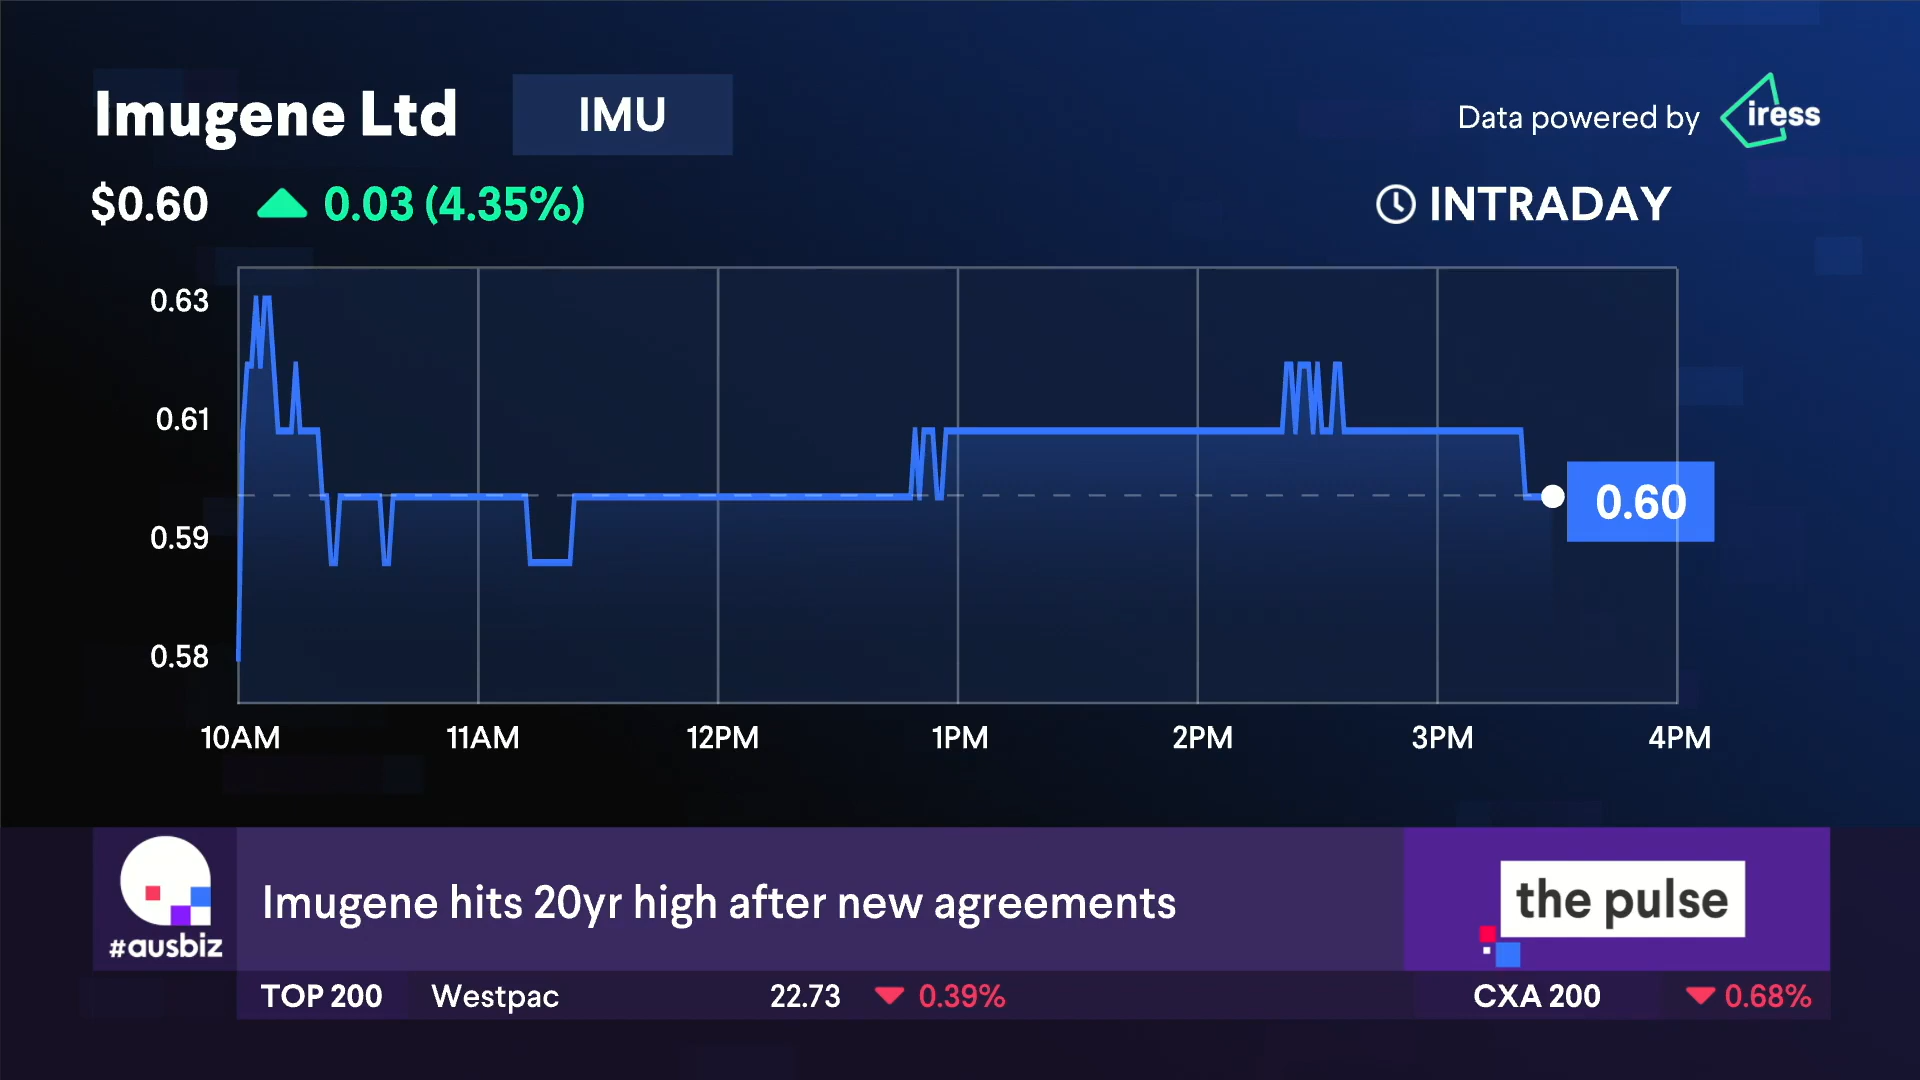 Imugene Ltd IMU
Data powered by iress
$0.60 0.03 (4.35%)
INTRADAY
0.63
0.61
0.59
0.58
0.60
10AM 11AM 12PM 1PM 2PM 3PM 4PM
#ausbiz
Imugene hits 20yr high after new agreements
the pulse
TOP 200 Westpac 22.73 0.39% CXA 200 0.68%